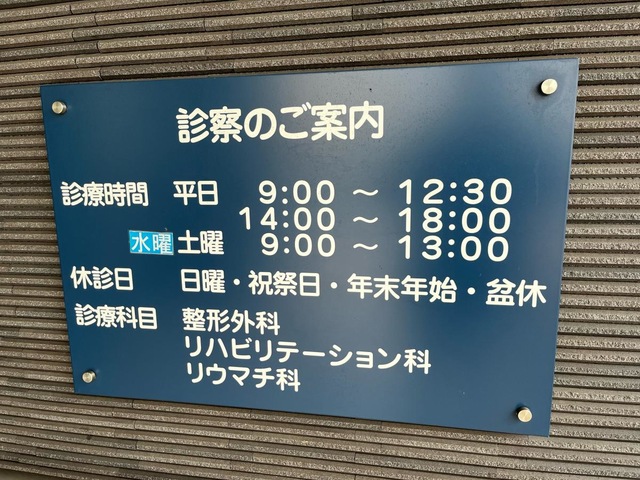 診察のご案内
診療時間 平日 9:00 ～ 12:30
14:00 ～ 18:00
水曜 土曜 9:00 ～ 13:00
休診日 日曜・祝祭日・年末年始・盆休
診療科目 整形外科
リハビリテーション科
リウマチ科